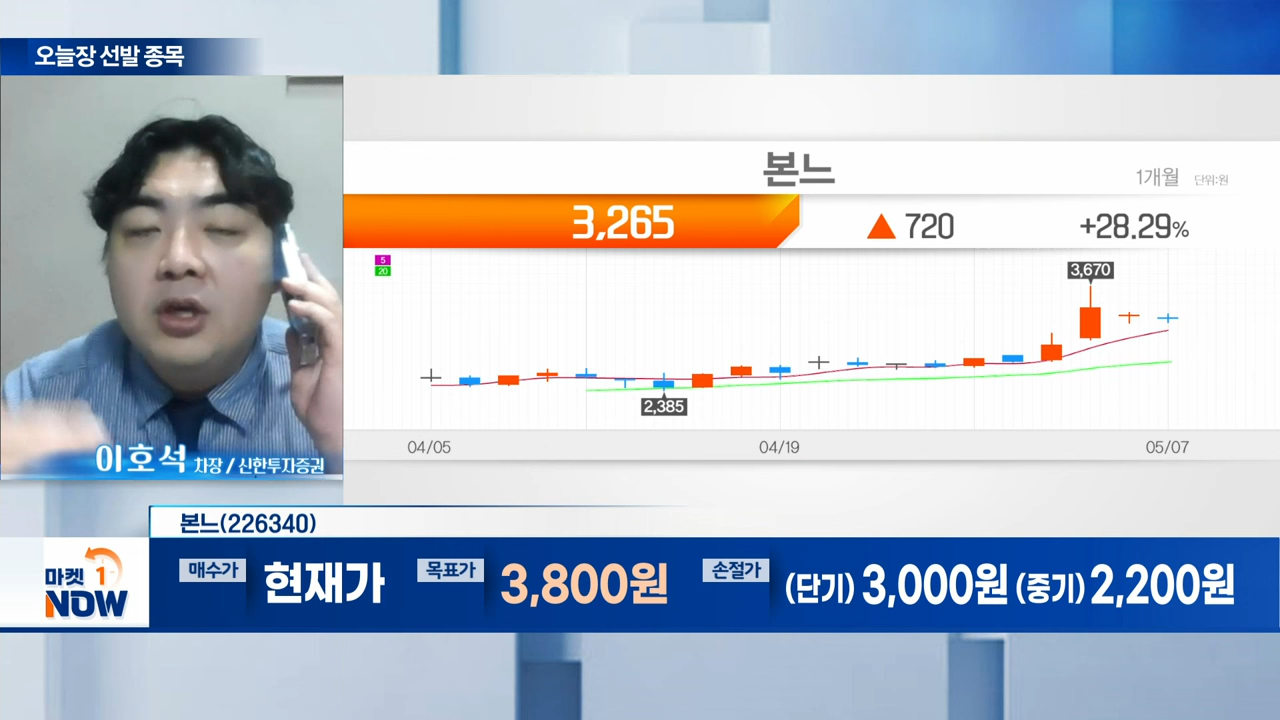 오늘장 선발 종목
본느
1개월 단위:원
3,265
▲ 720
+28.29%
5
20
3,670
2,385
04/05
04/19
05/07
이호석 차장 / 신한투자증권
본느(226340)
마켓 1
NOW
매수가 현재가 목표가 3,800원 손절가 (단기) 3,000원 (중기) 2,200원